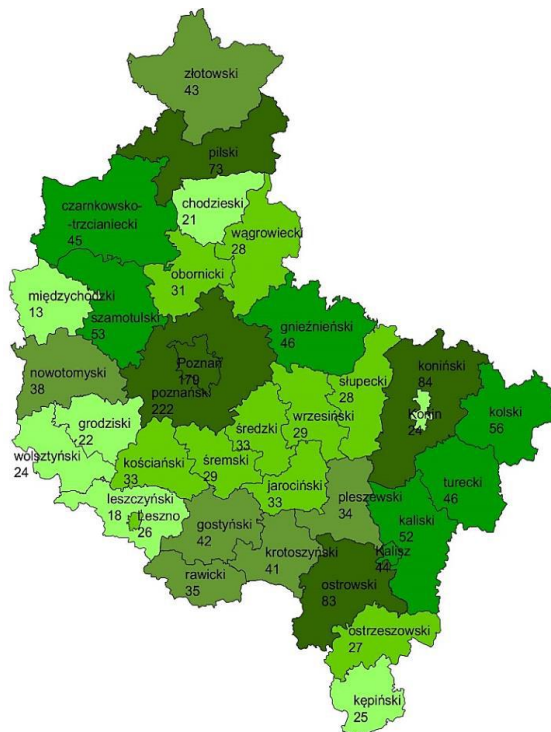 złotowski
43
pilski
73
czarnkowsko-
-trzcianiecki
45
chodzieski
21
wągrowiecki
28
obornicki
31
międzychodzki
13
szamotulski
53
gnieźnieński
46
nowotomyski
38
Poznań
179
poznański
222
słupecki
28
koniński
84
Konin
24
kolski
56
grodziski
22
wolsztyński
24
kościański
33
śremski
29
średzki
33
wrzesiński
29
jarociński
33
pleszewski
34
turecki
46
leszczyński
18
Leszno
26
gostyński
42
krotoszyński
41
kaliski
52
Kalisz
44
rawicki
35
ostrowski
83
ostrzeszowski
27
kępiński
25